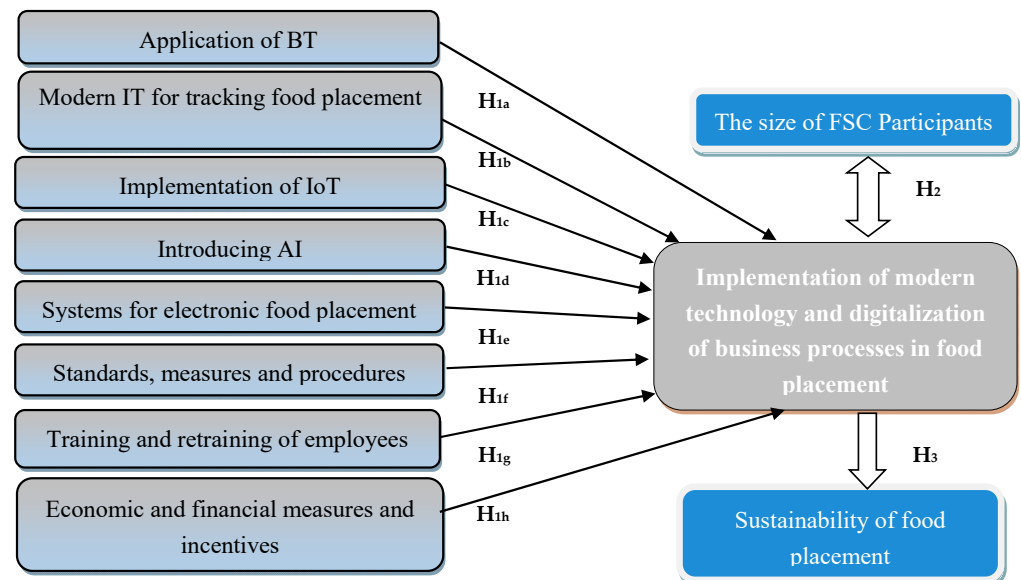 Application of BT
Modern IT for tracking food placement
Implementation of IoT
Introducing AI
Systems for electronic food placement
Standards, measures and procedures
Training and retraining of employees
Economic and financial measures and
incentives
H1a
H1b
H1c
H1d
H1e
H1f
H1g
H1h
The size of FSC Participants
H2
Implementation of modern
technology and digitalization
of business processes in food
placement
H3
Sustainability of food
placement